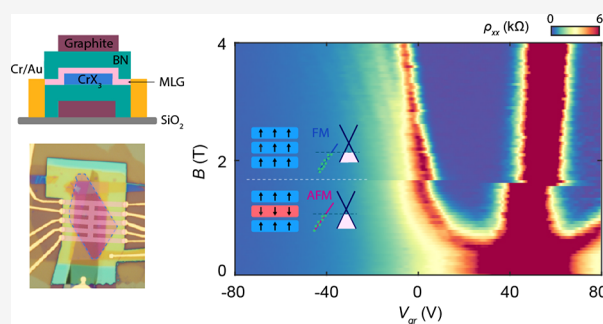 Graphite
BN
Cr/Au
CrX₃
MLG
SiO₂
ρxx (kΩ)
0 6
4
FM
B (T)
2
AFM
0
-80 -40 0 40 80
Vgr (V)